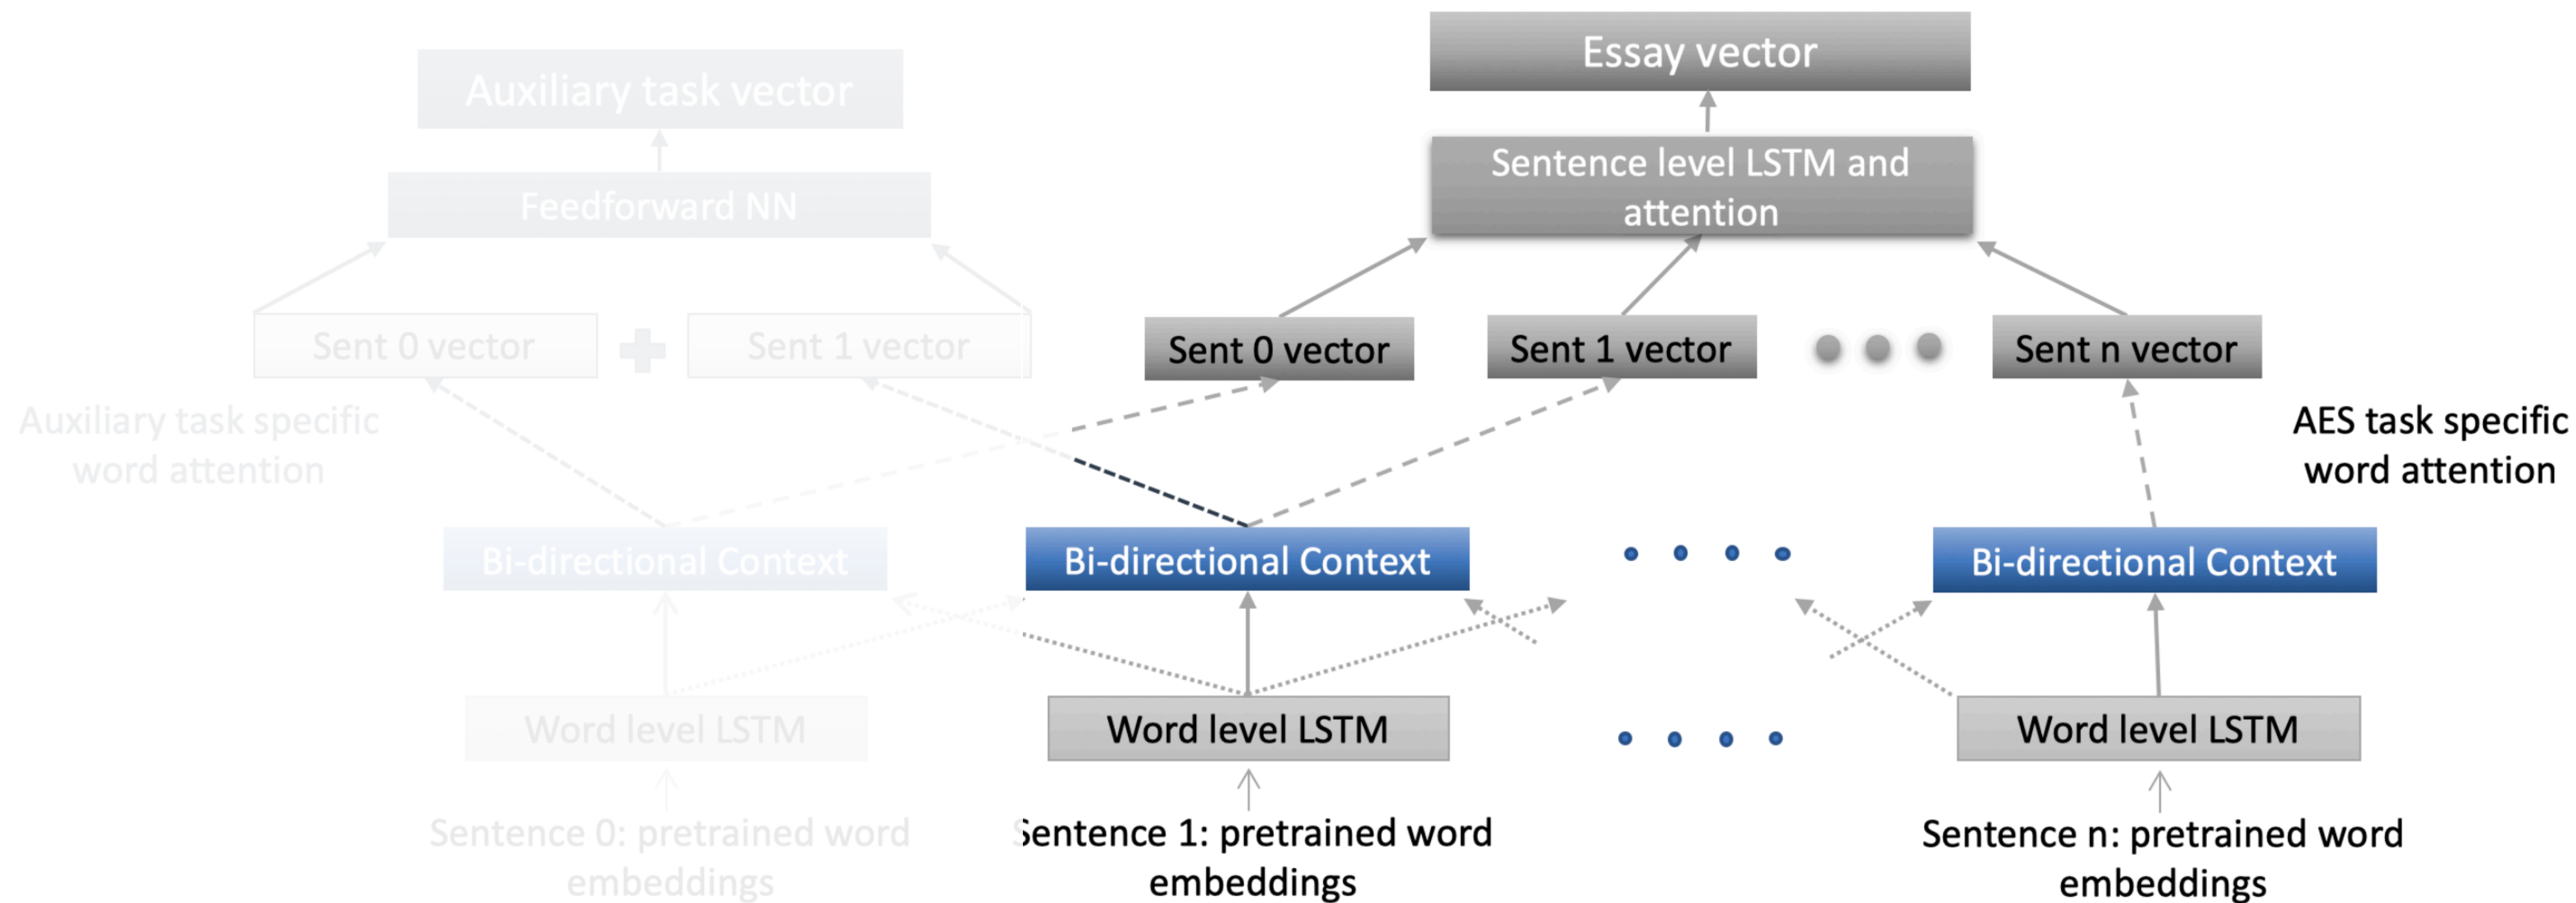 Essay vector
Auxiliary task vector
Sentence level LSTM and
attention
Feedforward NN
Sent 0 vector
Sent 1 vector
Sent 0 vector
Sent 1 vector
Sent n vector
Auxiliary task specific
word attention
AES task specific
word attention
Bi-directional Context
Bi-directional Context
Bi-directional Context
Word level LSTM
Word level LSTM
Word level LSTM
Sentence 0: pretrained word
embeddings
Sentence 1: pretrained word
embeddings
Sentence n: pretrained word
embeddings